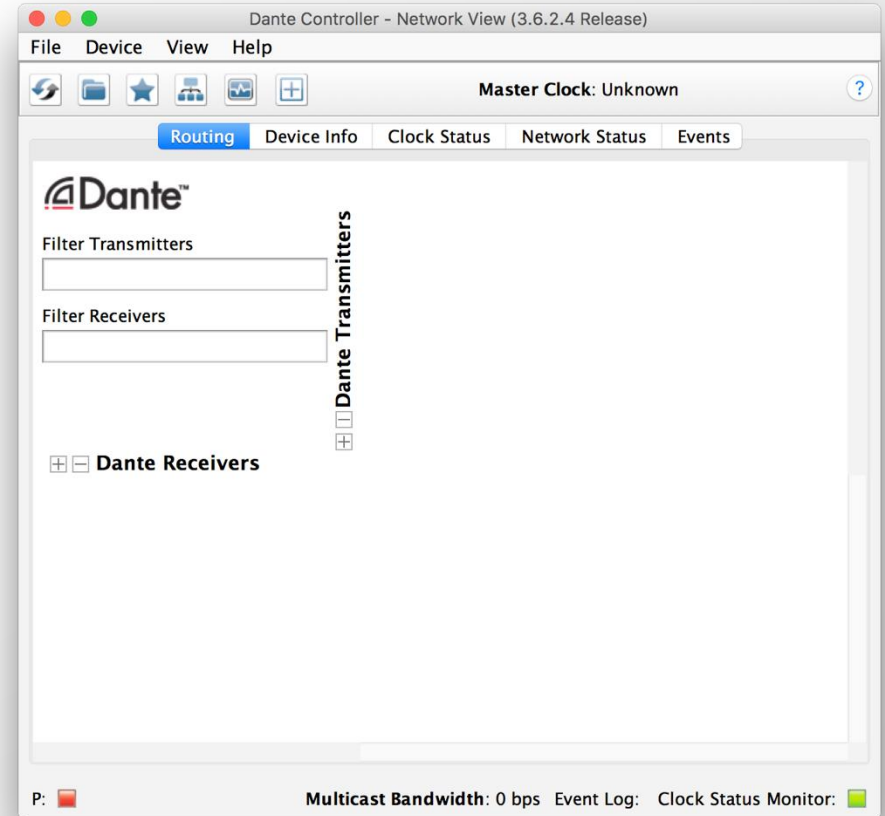 Dante Controller - Network View (3.6.2.4 Release)
File Device View Help
Master Clock: Unknown ?
Routing Device Info Clock Status Network Status Events
Dante™
Filter Transmitters
Filter Receivers
Dante Transmitters
Dante Receivers
P: Multicast Bandwidth: 0 bps Event Log: Clock Status Monitor: